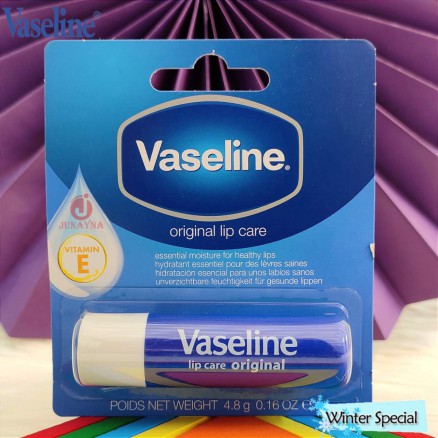 Vaseline®
Vaseline®
original lip care
JUNAYNA
VITAMIN
E
essential moisture for healthy lips
hydratant essentiel pour des lèvres saines
hidratación esencial para unos labios sanos
unverzichtbare feuchtigkeit für gesunde lippen
Vaseline
lip care original
POIDS NET WEIGHT 4.8 g 0.16 OZ
Winter Special